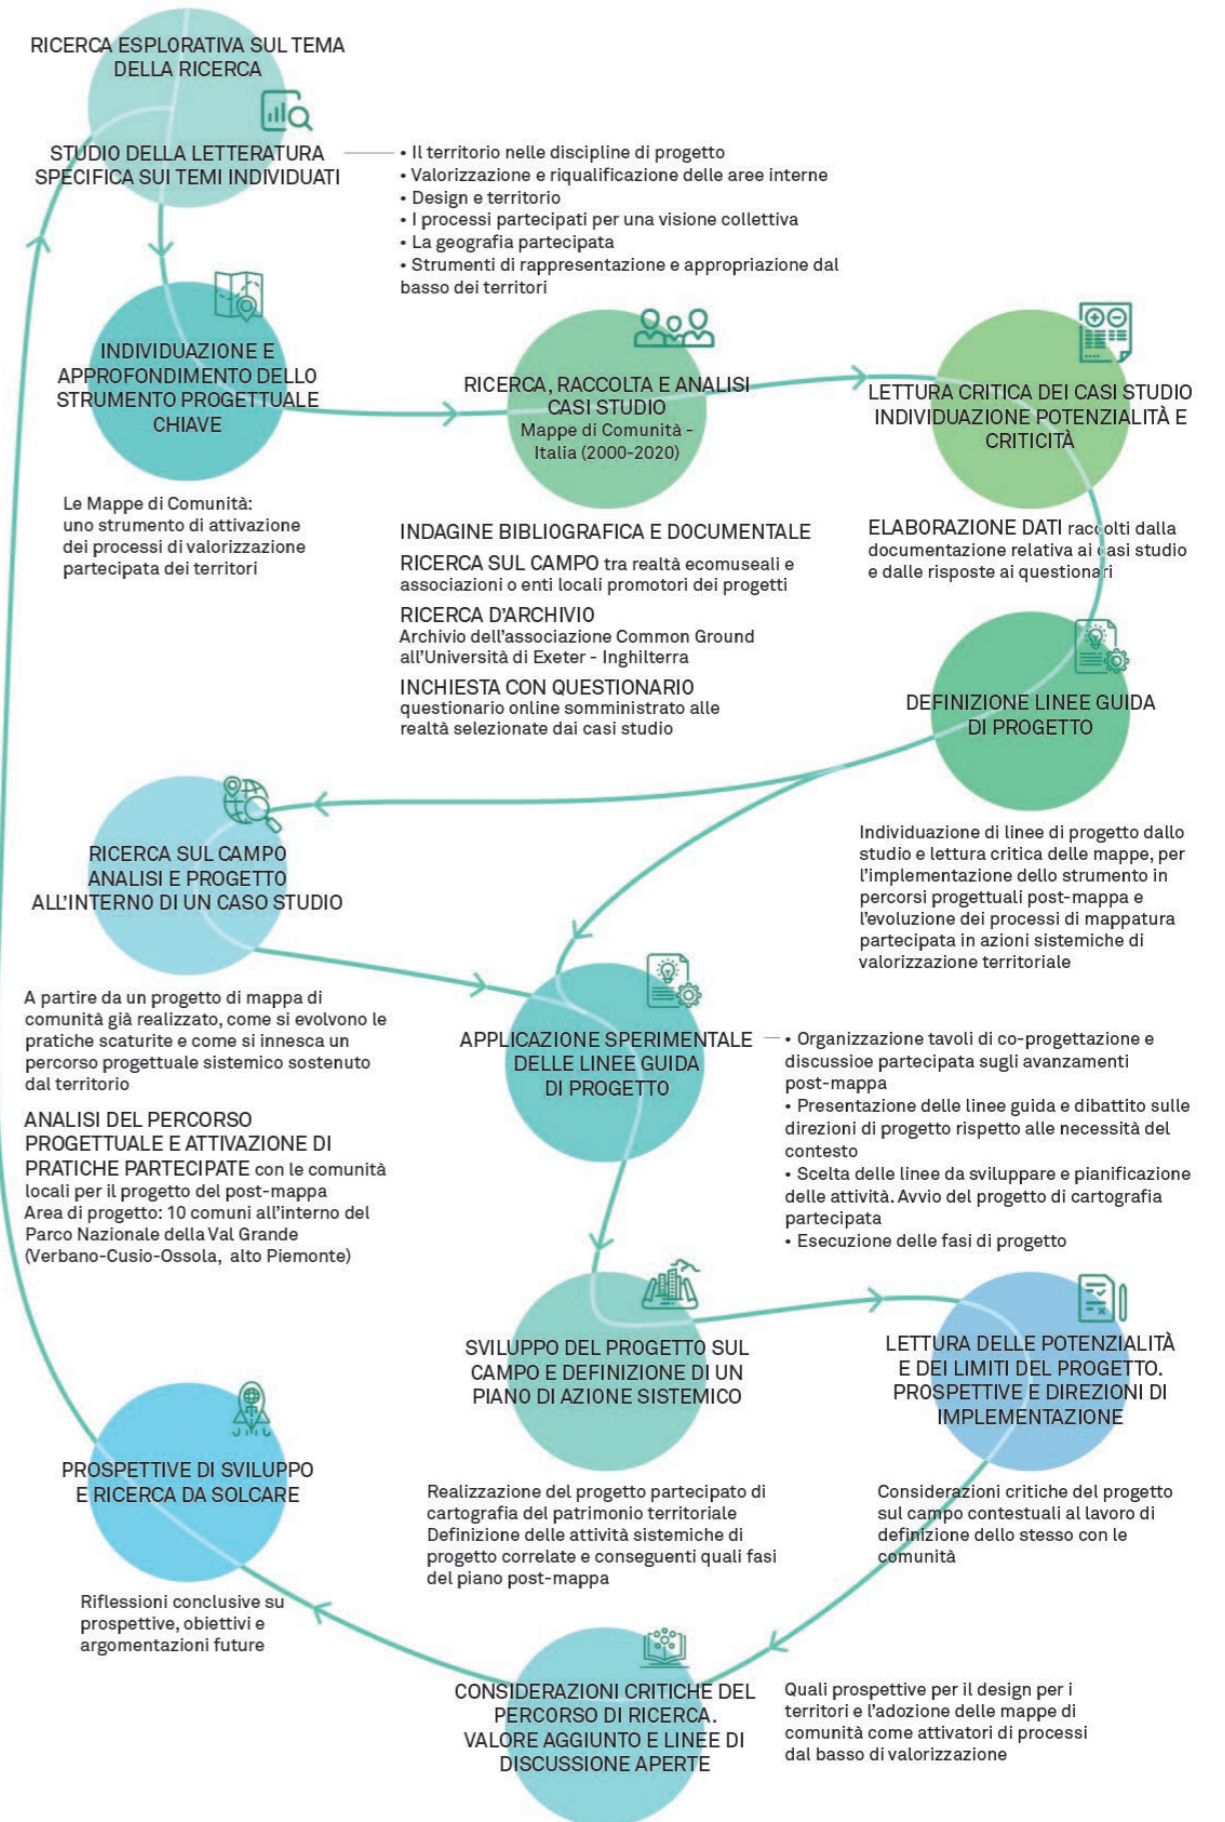 RICERCA ESPLORATIVA SUL TEMA
DELLA RICERCA
STUDIO DELLA LETTERATURA
SPECIFICA SUI TEMI INDIVIDUATI
• Il territorio nelle discipline di progetto
• Valorizzazione e riqualificazione delle aree interne
• Design e territorio
• I processi partecipati per una visione collettiva
• La geografia partecipata
• Strumenti di rappresentazione e appropriazione dal
basso dei territori
INDIVIDUAZIONE E
APPROFONDIMENTO DELLO
STRUMENTO PROGETTUALE
CHIAVE
Le Mappe di Comunità:
uno strumento di attivazione
dei processi di valorizzazione
partecipata dei territori
RICERCA, RACCOLTA E ANALISI
CASI STUDIO
Mappe di Comunità -
Italia (2000-2020)
INDAGINE BIBLIOGRAFICA E DOCUMENTALE
RICERCA SUL CAMPO tra realtà ecomuseali e
associazioni o enti locali promotori dei progetti
RICERCA D'ARCHIVIO
Archivio dell'associazione Common Ground
all'Università di Exeter - Inghilterra
INCHIESTA CON QUESTIONARIO
questionario online somministrato alle
realtà selezionate dai casi studio
LETTURA CRITICA DEI CASI STUDIO
INDIVIDUAZIONE POTENZIALITÀ E
CRITICITÀ
ELABORAZIONE DATI raccolti dalla
documentazione relativa ai casi studio
e dalle risposte ai questionari
DEFINIZIONE LINEE GUIDA
DI PROGETTO
Individuazione di linee di progetto dallo
studio e lettura critica delle mappe, per
l'implementazione dello strumento in
percorsi progettuali post-mappa e
l'evoluzione dei processi di mappatura
partecipata in azioni sistemiche di
valorizzazione territoriale
RICERCA SUL CAMPO
ANALISI E PROGETTO
ALL'INTERNO DI UN CASO STUDIO
A partire da un progetto di mappa di
comunità già realizzato, come si evolvono le
pratiche scaturite e come si innesca un
percorso progettuale sistemico sostenuto
dal territorio
ANALISI DEL PERCORSO
PROGETTUALE E ATTIVAZIONE DI
PRATICHE PARTECIPATE con le comunità
locali per il progetto del post-mappa
Area di progetto: 10 comuni all'interno del
Parco Nazionale della Val Grande
(Verbano-Cusio-Ossola, alto Piemonte)
APPLICAZIONE SPERIMENTALE
DELLE LINEE GUIDA
DI PROGETTO
• Organizzazione tavoli di co-progettazione e
discussioe partecipata sugli avanzamenti
post-mappa
• Presentazione delle linee guida e dibattito sulle
direzioni di progetto rispetto alle necessità del
contesto
• Scelta delle linee da sviluppare e pianificazione
delle attività. Avvio del progetto di cartografia
partecipata
• Esecuzione delle fasi di progetto
SVILUPPO DEL PROGETTO SUL
CAMPO E DEFINIZIONE DI UN
PIANO DI AZIONE SISTEMICO
Realizzazione del progetto partecipato di
cartografia del patrimonio territoriale
Definizione delle attività sistemiche di
progetto correlate e conseguenti quali fasi
del piano post-mappa
LETTURA DELLE POTENZIALITÀ
E DEI LIMITI DEL PROGETTO.
PROSPETTIVE E DIREZIONI DI
IMPLEMENTAZIONE
Considerazioni critiche del progetto
sul campo contestuali al lavoro di
definizione dello stesso con le
comunità
PROSPETTIVE DI SVILUPPO
E RICERCA DA SOLCARE
Riflessioni conclusive su
prospettive, obiettivi e
argomentazioni future
CONSIDERAZIONI CRITICHE DEL
PERCORSO DI RICERCA.
VALORE AGGIUNTO E LINEE DI
DISCUSSIONE APERTE
Quali prospettive per il design per i
territori e l'adozione delle mappe di
comunità come attivatori di processi
dal basso di valorizzazione